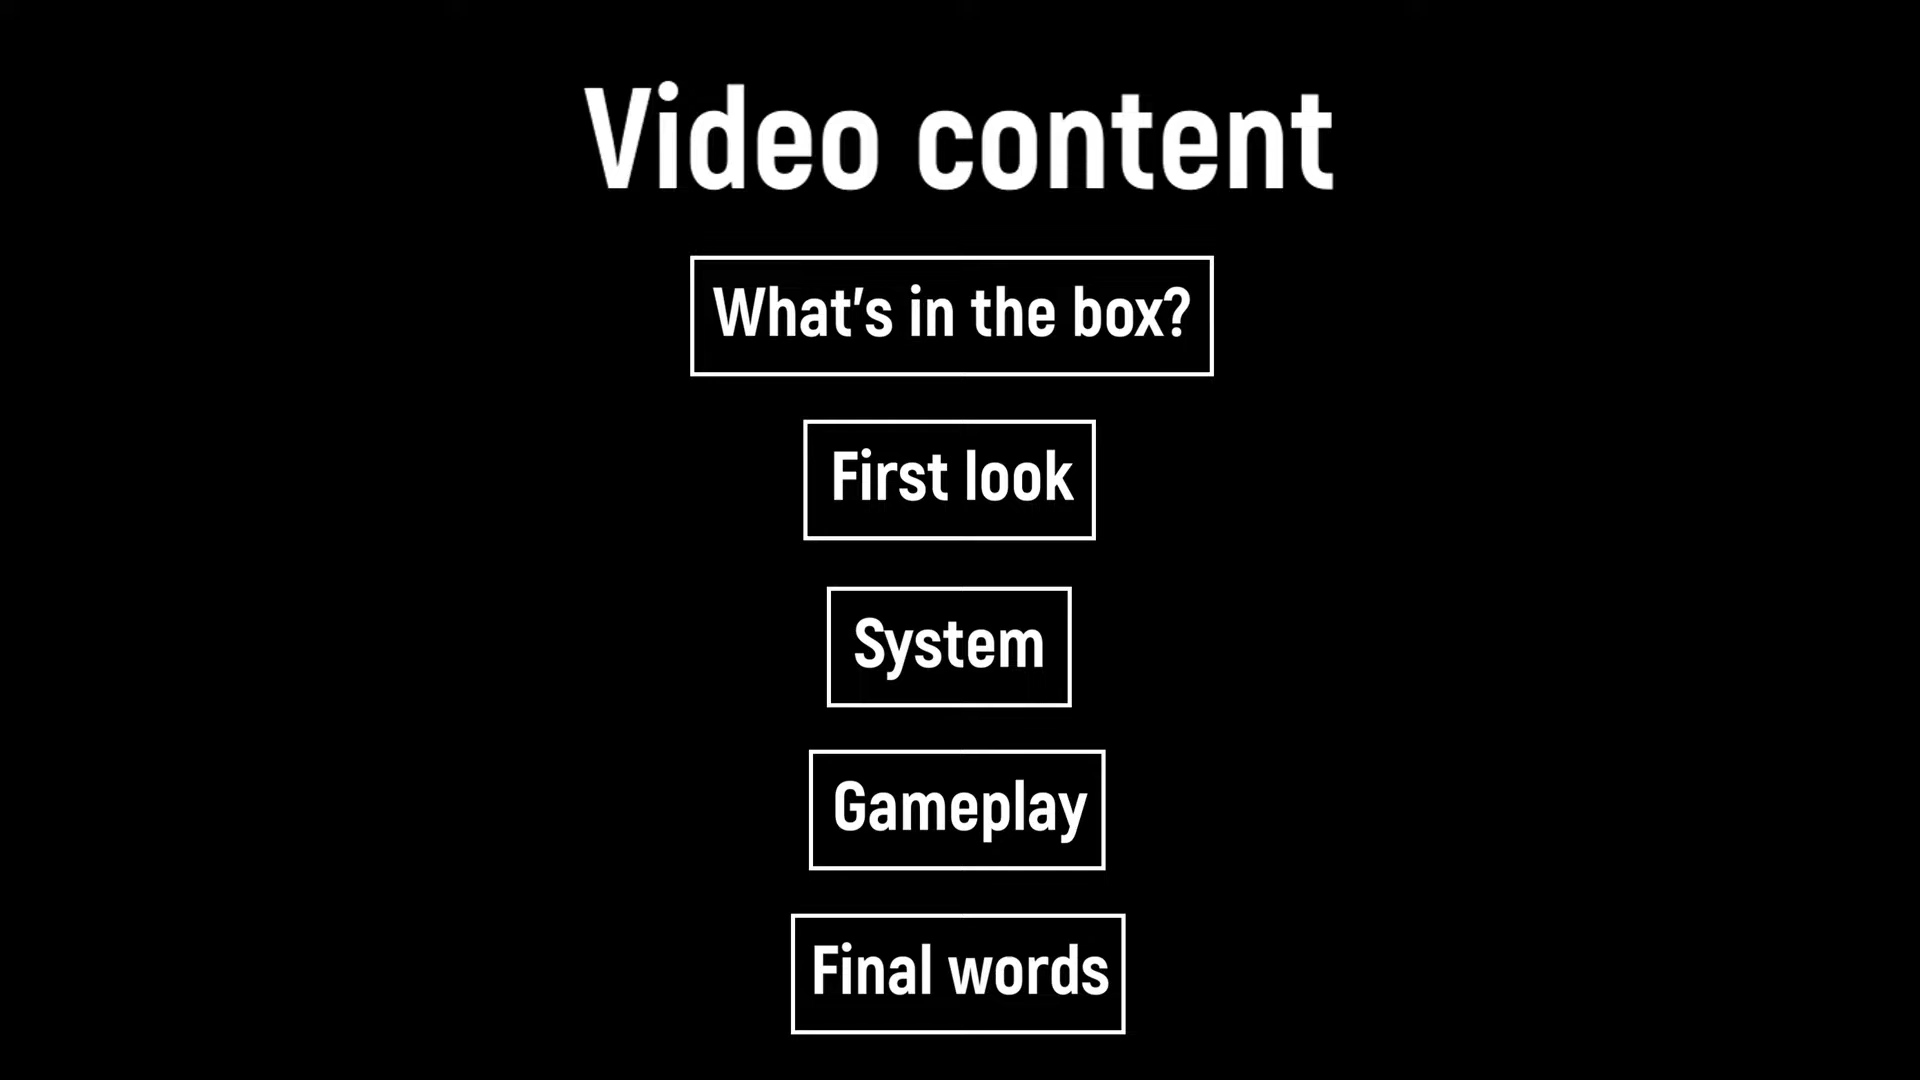 Video content
What's in the box?
First look
System
Gameplay
Final words